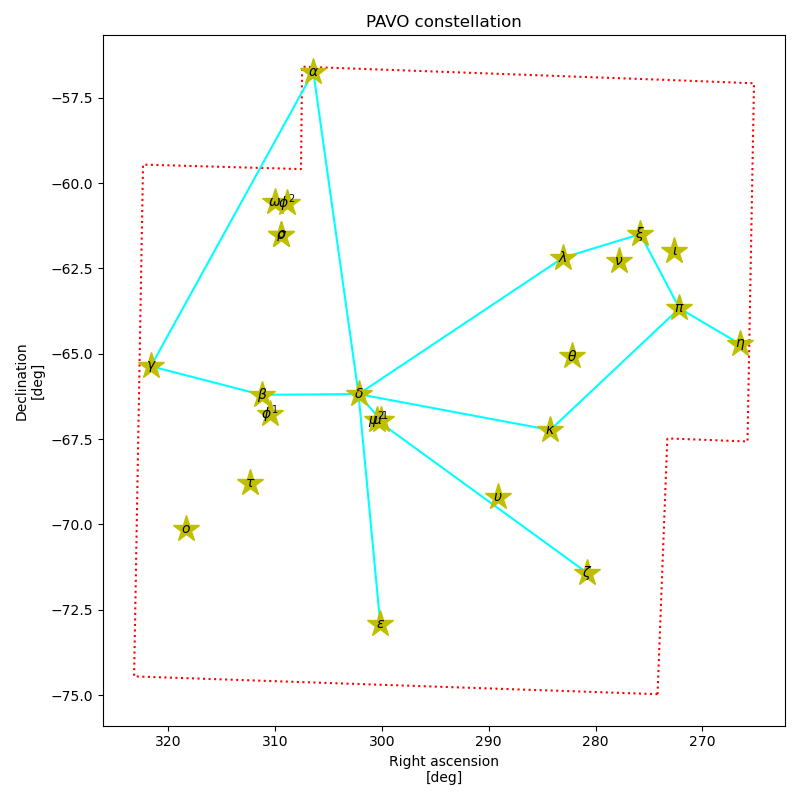 PAVO constellation
−57.5
−60.0
−62.5
−65.0
−67.5
−70.0
−72.5
−75.0
Declination
[deg]
α
ω ϕ²
ρ
ξ
ι
λ
ν
π
η
γ
θ
β
δ
ϕ¹
κ
τ
υ
ο
ζ
ε
320 310 300 290 280 270
Right ascension
[deg]